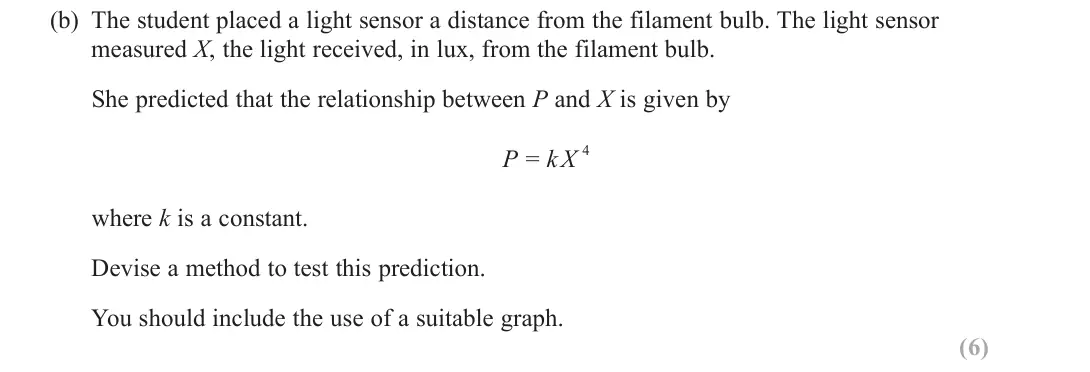 (b) The student placed a light sensor a distance from the filament bulb. The light sensor
measured X, the light received, in lux, from the filament bulb.
She predicted that the relationship between P and X is given by
P = kX⁴
where k is a constant.
Devise a method to test this prediction.
You should include the use of a suitable graph.
(6)